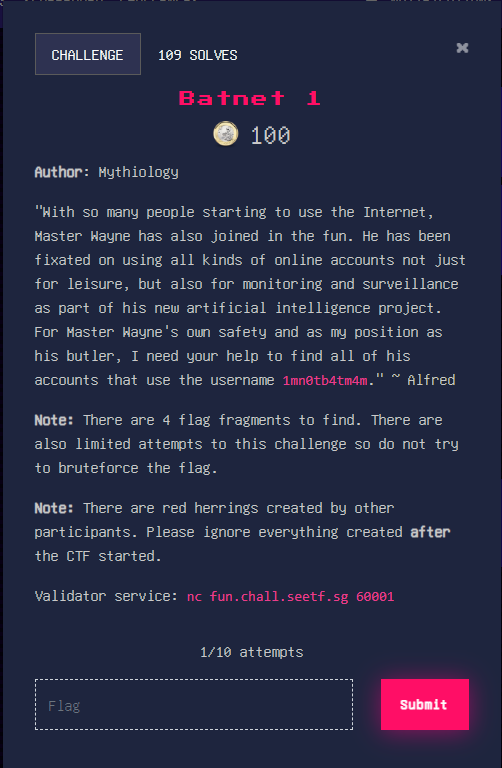 CHALLENGE 109 SOLVES
Batnet 1
100
Author: Mythiology
"With so many people starting to use the Internet,
Master Wayne has also joined in the fun. He has been
fixated on using all kinds of online accounts not just
for leisure, but also for monitoring and surveillance
as part of his new artificial intelligence project.
For Master Wayne's own safety and as my position as
his butler, I need your help to find all of his
accounts that use the username 1mn0tb4tm4m." ~ Alfred
Note: There are 4 flag fragments to find. There are
also limited attempts to this challenge so do not try
to bruteforce the flag.
Note: There are red herrings created by other
participants. Please ignore everything created after
the CTF started.
Validator service: nc fun.chall.seetf.sg 60001
1/10 attempts
Flag
Submit